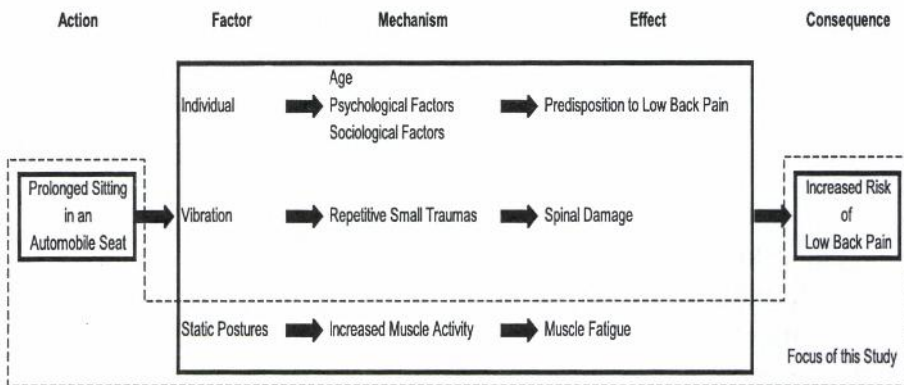 Action Factor Mechanism Effect Consequence
Age
Individual Psychological Factors Predisposition to Low Back Pain
Sociological Factors
Prolonged Sitting
in an
Automobile Seat
Vibration Repetitive Small Traumas Spinal Damage
Increased Risk
of
Low Back Pain
Static Postures Increased Muscle Activity Muscle Fatigue
Focus of this Study